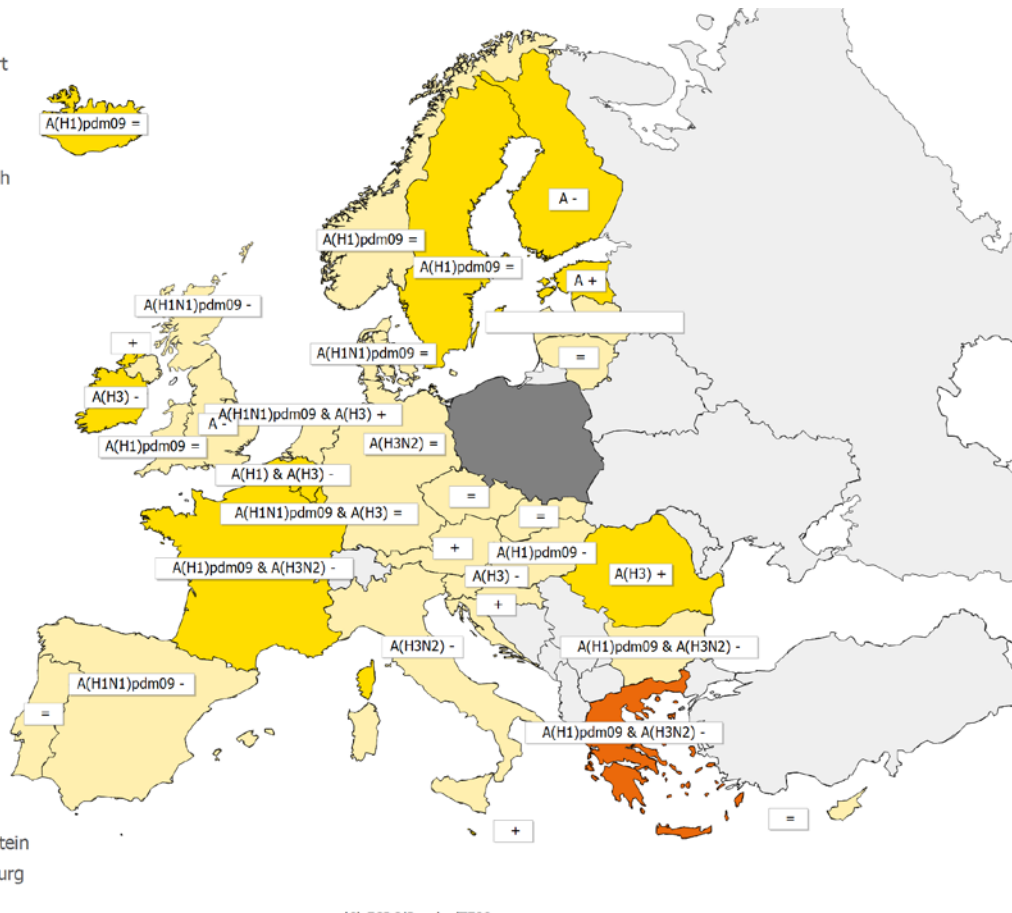 rt
A(H1)pdm09 =
h
A -
A(H1)pdm09 =
A(H1)pdm09 =
A +
A(H1N1)pdm09 -
+
A(H1N1)pdm09 =
=
A(H3) -
A(H1N1)pdm09 & A(H3) +
A -
A(H1)pdm09 =
A(H3N2) =
A(H1) & A(H3) -
=
A(H1N1)pdm09 & A(H3) =
=
+
A(H1)pdm09 -
A(H1)pdm09 & A(H3N2) -
A(H3) -
A(H3) +
+
A(H3N2) -
A(H1)pdm09 & A(H3N2) -
A(H1N1)pdm09 -
=
A(H1)pdm09 & A(H3N2) -
=
+
tein
urg